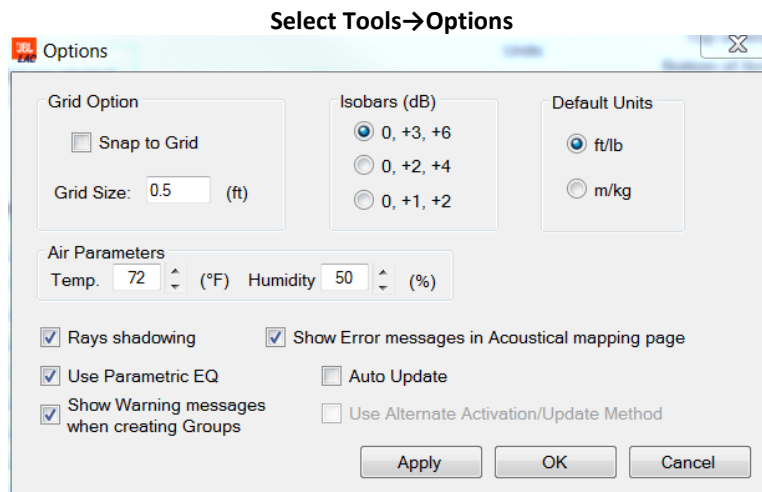 Select Tools→Options
JBL LAC Options
Grid Option
Snap to Grid
Grid Size: 0.5 (ft)
Isobars (dB)
0, +3, +6
0, +2, +4
0, +1, +2
Default Units
ft/lb
m/kg
Air Parameters
Temp. 72 (°F) Humidity 50 (%)
Rays shadowing
Show Error messages in Acoustical mapping page
Use Parametric EQ
Auto Update
Show Warning messages
when creating Groups
Use Alternate Activation/Update Method
Apply OK Cancel